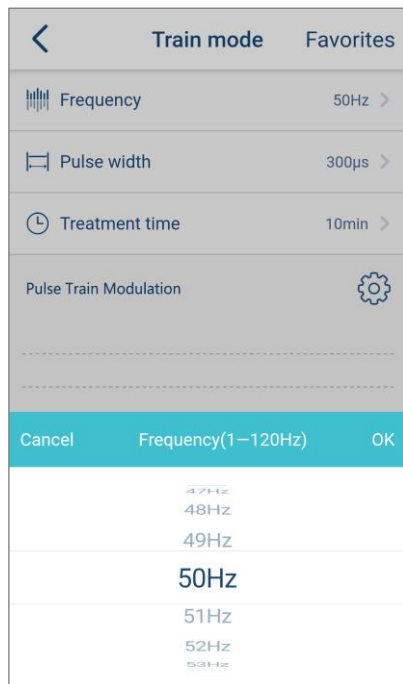 Train mode Favorites
Frequency 50Hz
Pulse width 300μs
Treatment time 10min
Pulse Train Modulation
Cancel Frequency(1—120Hz) OK
47Hz
48Hz
49Hz
50Hz
51Hz
52Hz
53Hz